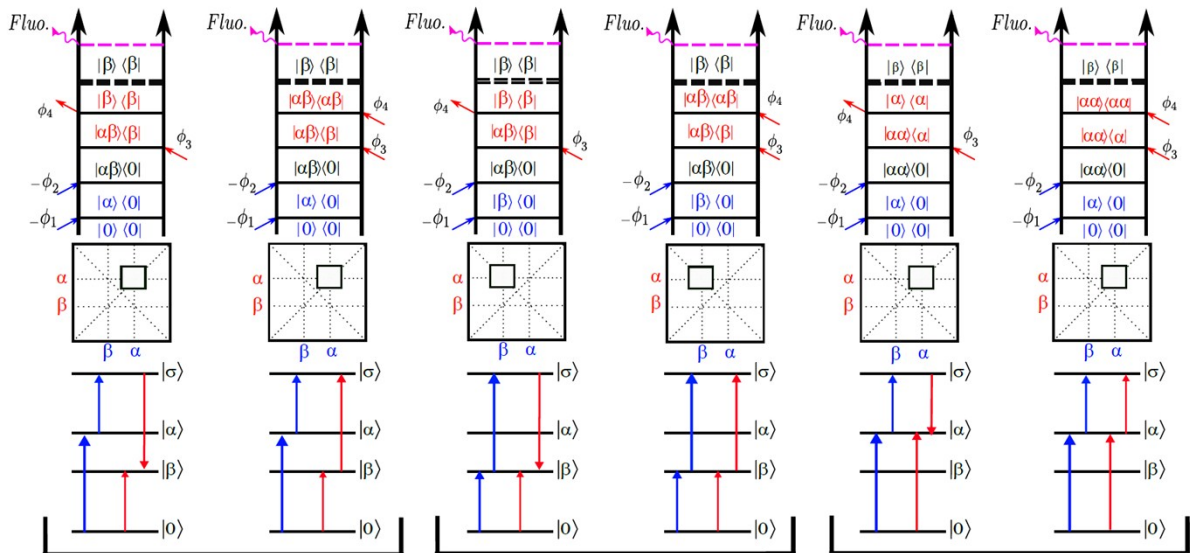 Fluo.
|β⟩ ⟨β|
|β⟩ ⟨β|
ϕ4
|αβ⟩⟨β|
ϕ3
|αβ⟩⟨0|
−ϕ2
|α⟩ ⟨0|
−ϕ1
|0⟩ ⟨0|
α
β
β α
|σ⟩
|α⟩
|β⟩
|0⟩
Fluo.
|β⟩ ⟨β|
|αβ⟩⟨αβ|
ϕ4
|αβ⟩⟨β|
ϕ3
|αβ⟩⟨0|
−ϕ2
|α⟩ ⟨0|
−ϕ1
|0⟩ ⟨0|
α
β
β α
|σ⟩
|α⟩
|β⟩
|0⟩
Fluo.
|β⟩ ⟨β|
|β⟩ ⟨β|
ϕ4
|αβ⟩⟨β|
ϕ3
|αβ⟩⟨0|
−ϕ2
|β⟩ ⟨0|
−ϕ1
|0⟩ ⟨0|
α
β
β α
|σ⟩
|α⟩
|β⟩
|0⟩
Fluo.
|β⟩ ⟨β|
|αβ⟩⟨αβ|
ϕ4
|αβ⟩⟨β|
ϕ3
|αβ⟩⟨0|
−ϕ2
|β⟩ ⟨0|
−ϕ1
|0⟩ ⟨0|
α
β
β α
|σ⟩
|α⟩
|β⟩
|0⟩
Fluo.
|β⟩ ⟨β|
|α⟩ ⟨α|
ϕ4
|αα⟩⟨α|
ϕ3
|αα⟩⟨0|
−ϕ2
|α⟩ ⟨0|
−ϕ1
|0⟩ ⟨0|
α
β
β α
|σ⟩
|α⟩
|β⟩
|0⟩
Fluo.
|β⟩ ⟨β|
|αα⟩⟨αα|
ϕ4
|αα⟩⟨α|
ϕ3
|αα⟩⟨0|
−ϕ2
|α⟩ ⟨0|
−ϕ1
|0⟩ ⟨0|
α
β
β α
|σ⟩
|α⟩
|β⟩
|0⟩